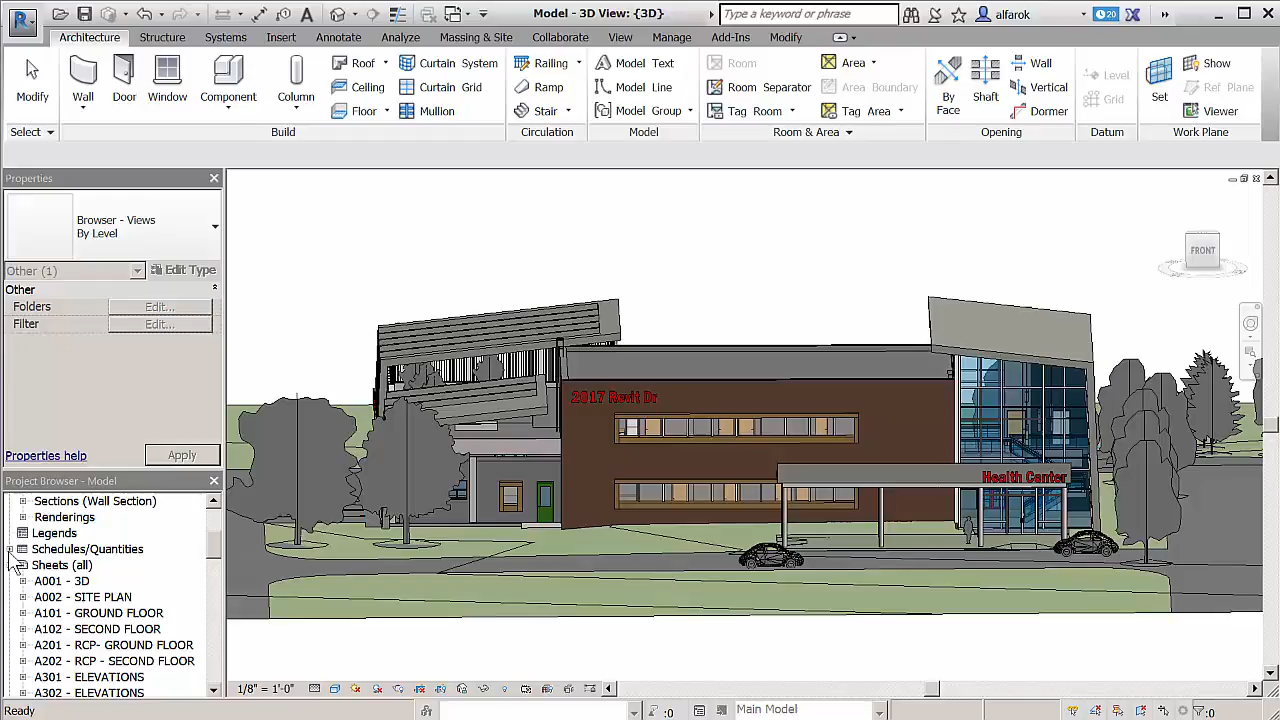 Model - 3D View: {3D}
Type a keyword or phrase
alfarok
20
Architecture Structure Systems Insert Annotate Analyze Massing & Site Collaborate View Manage Add-Ins Modify
Modify Wall Door Window Component Column
Roof Curtain System
Ceiling Curtain Grid
Floor Mullion
Railing Model Text
Ramp Model Line
Stair Model Group
Room Area
Room Separator Area Boundary
Tag Room Tag Area
By Face Shaft
Wall
Vertical
Dormer
Level
Grid
Set
Show
Ref Plane
Viewer
Select Build Circulation Model Room & Area Opening Datum Work Plane
Properties
Browser - Views
By Level
Other (1) Edit Type
Other
Folders Edit...
Filter Edit...
Properties help Apply
Project Browser - Model
Sections (Wall Section)
Renderings
Legends
Schedules/Quantities
Sheets (all)
A001 - 3D
A002 - SITE PLAN
A101 - GROUND FLOOR
A102 - SECOND FLOOR
A201 - RCP- GROUND FLOOR
A202 - RCP - SECOND FLOOR
A301 - ELEVATIONS
A302 - ELEVATIONS
FRONT
2017 Revit Dr
Health Center
1/8" = 1'-0"
Ready
:0
Main Model
:0